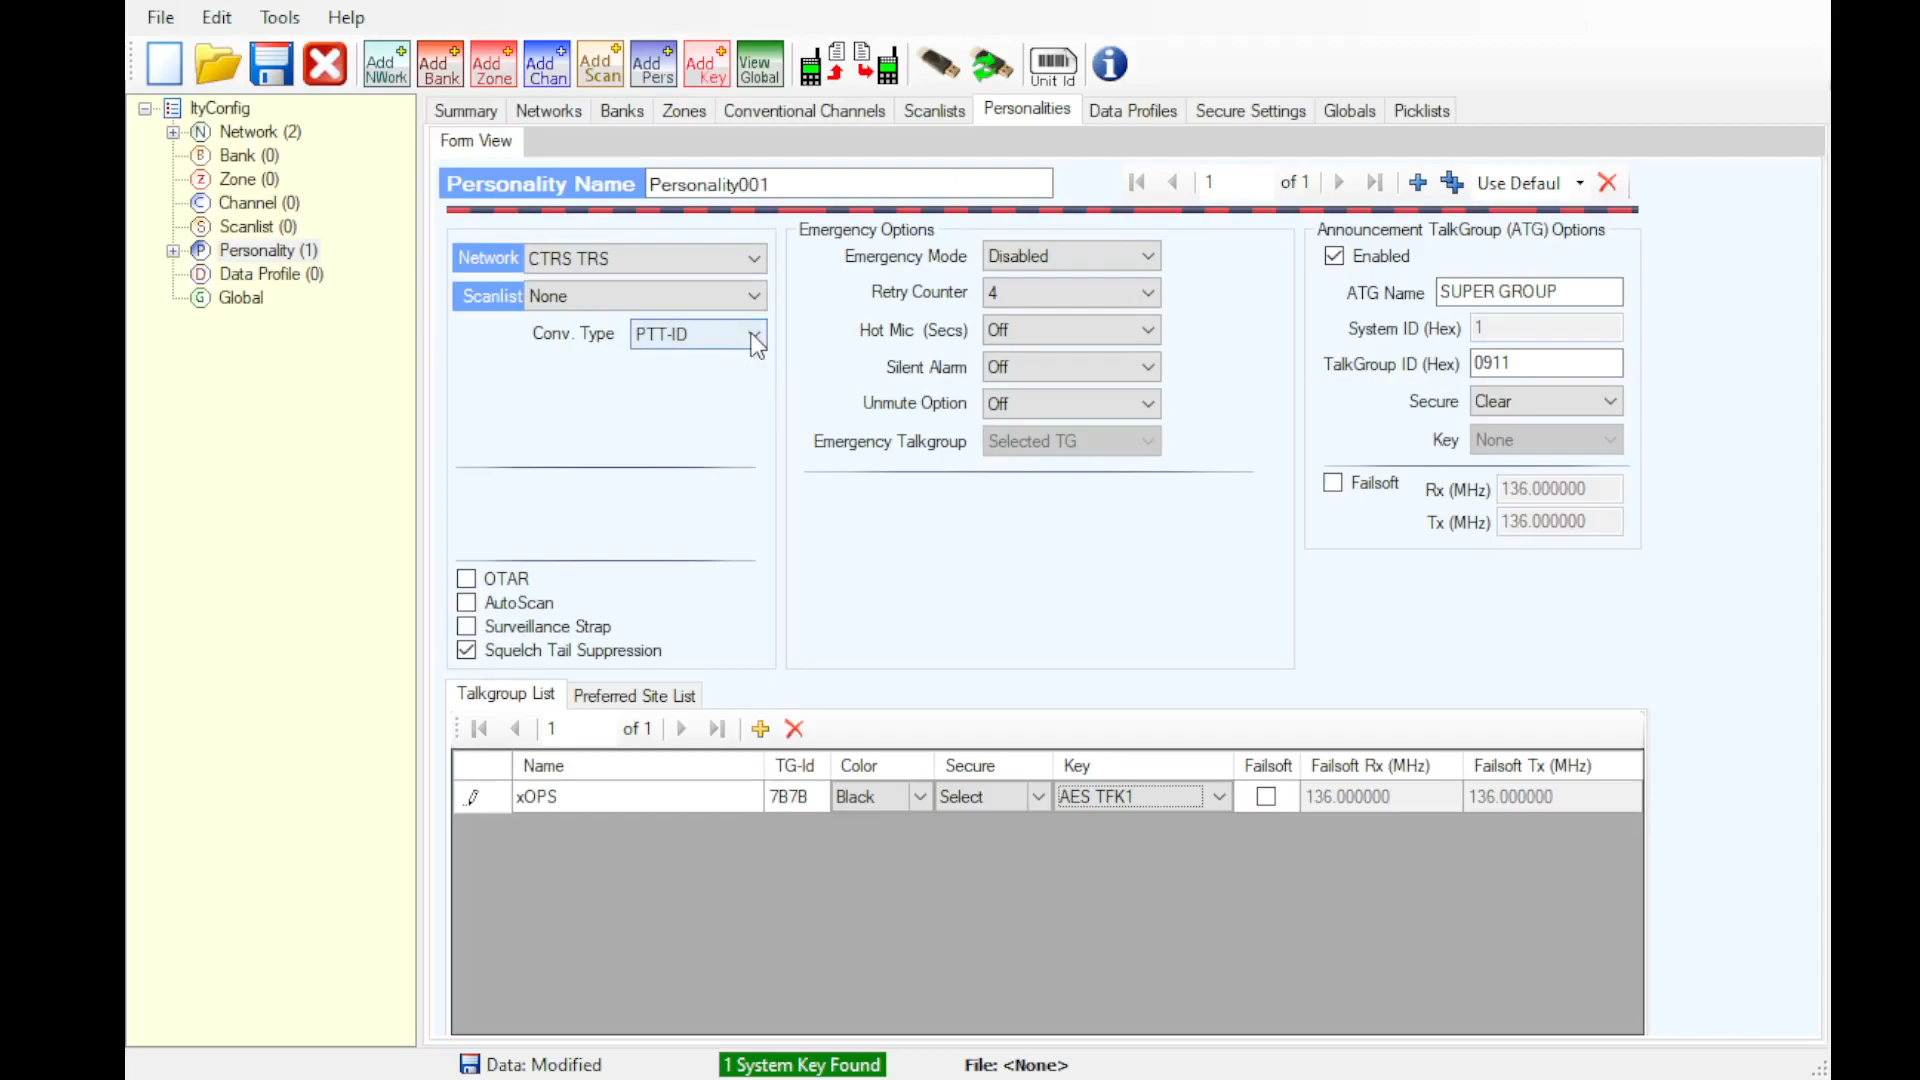 File Edit Tools Help
Add NWork Add Bank Add Zone Add Chan Add Scan Add Pers Add Key View Global Unit Id
ltyConfig
N Network (2)
B Bank (0)
Z Zone (0)
C Channel (0)
S Scanlist (0)
P Personality (1)
D Data Profile (0)
G Global
Summary Networks Banks Zones Conventional Channels Scanlists Personalities Data Profiles Secure Settings Globals Picklists
Form View
Personality Name Personality001 1 of 1 Use Defaul
Network CTRS TRS
Scanlist None
Conv. Type PTT-ID
OTAR
AutoScan
Surveillance Strap
Squelch Tail Suppression
Emergency Options
Emergency Mode Disabled
Retry Counter 4
Hot Mic (Secs) Off
Silent Alarm Off
Unmute Option Off
Emergency Talkgroup Selected TG
Announcement TalkGroup (ATG) Options
Enabled
ATG Name SUPER GROUP
System ID (Hex) 1
TalkGroup ID (Hex) 0911
Secure Clear
Key None
Failsoft Rx (MHz) 136.000000
Tx (MHz) 136.000000
Talkgroup List Preferred Site List
1 of 1
Name TG-Id Color Secure Key Failsoft Failsoft Rx (MHz) Failsoft Tx (MHz)
xOPS 7B7B Black Select AES TFK1 136.000000 136.000000
Data: Modified 1 System Key Found File: <None>